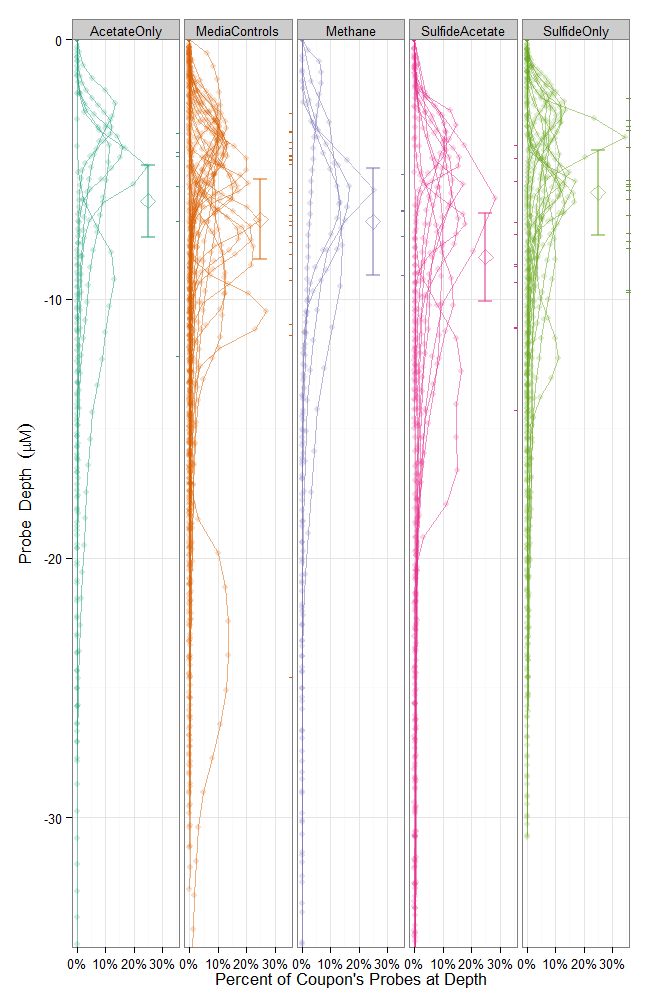 AcetateOnly MediaControls Methane SulfideAcetate SulfideOnly
0
-10
-20
-30
Probe Depth (μM)
0% 10% 20% 30% 0% 10% 20% 30% 0% 10% 20% 30% 0% 10% 20% 30% 0% 10% 20% 30%
Percent of Coupon's Probes at Depth